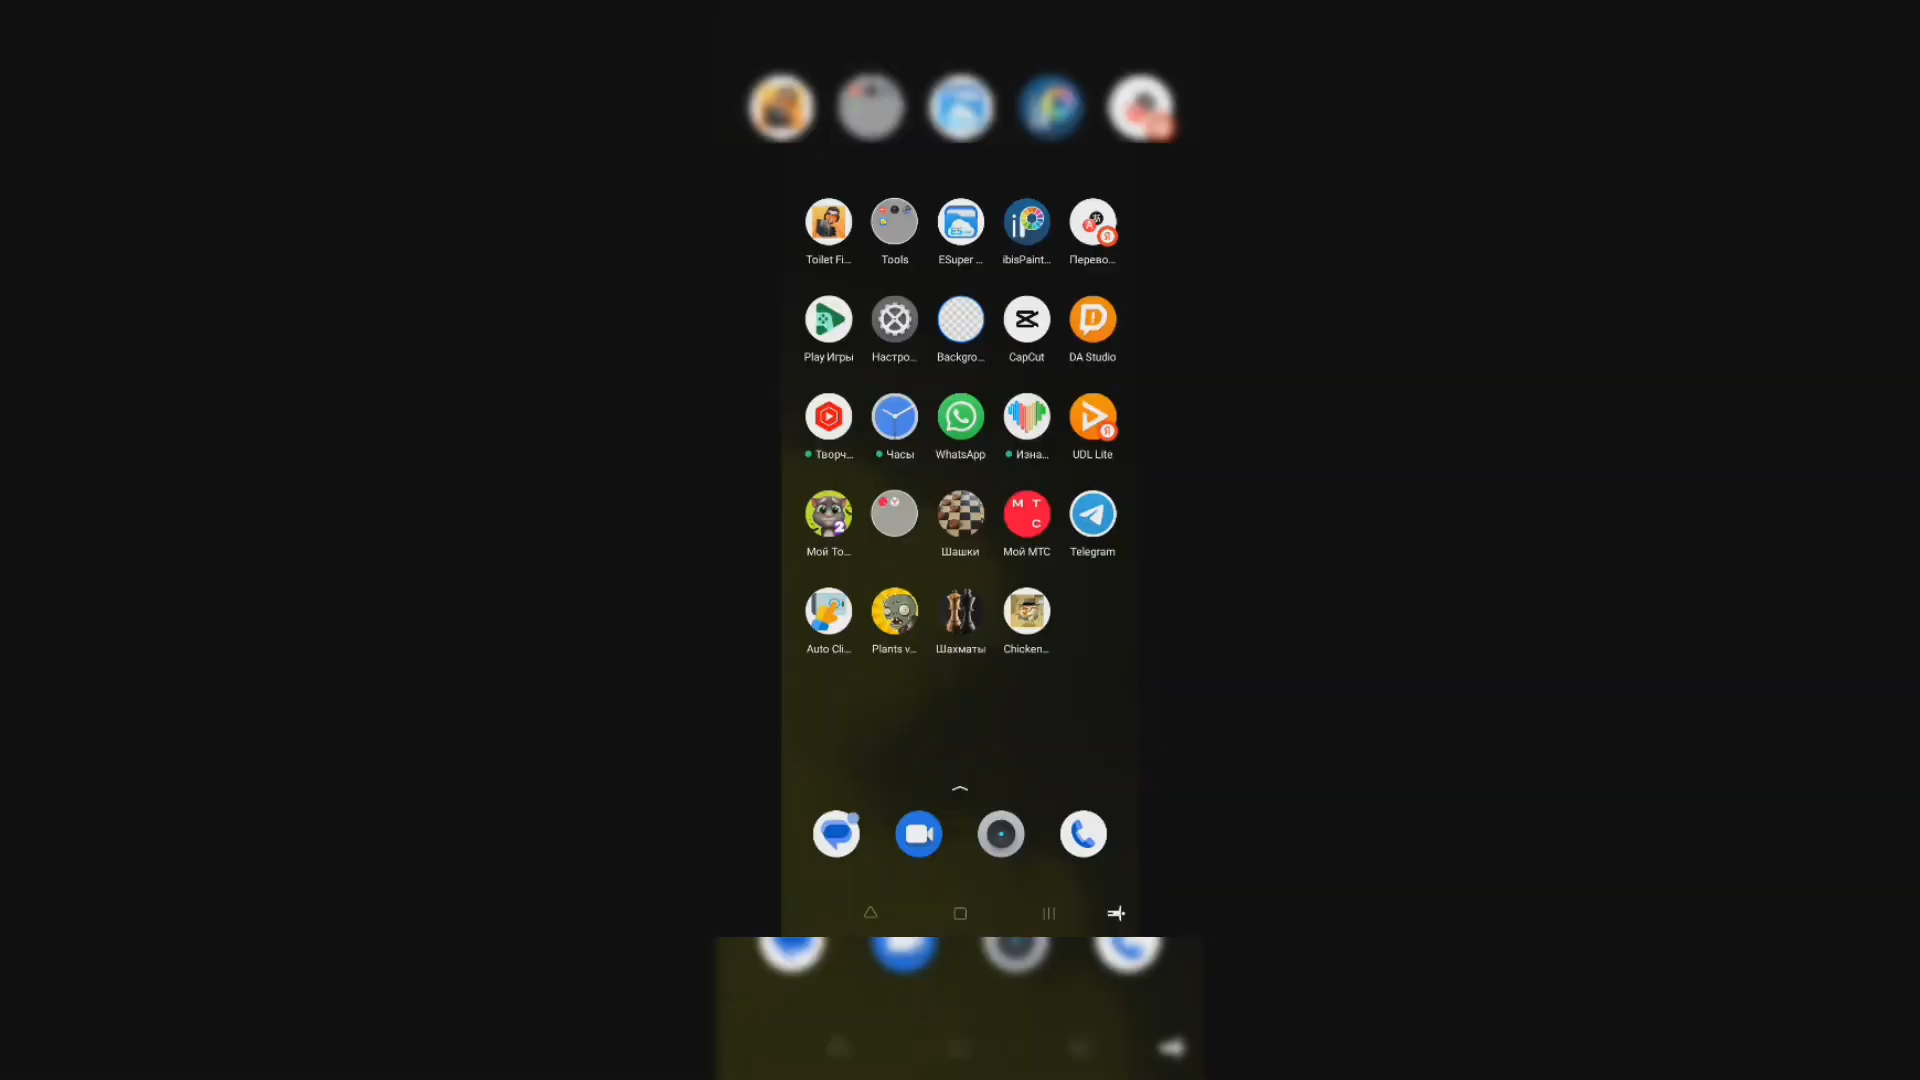 Toilet Fi... Tools ESuper ... ibisPaint... Перево...
Play Игры Настро... Backgro... CapCut DA Studio
Творч... Часы WhatsApp Изна... UDL Lite
2 М Т С
Мой То... Шашки Мой МТС Telegram
Auto Cli... Plants v... Шахматы Chicken...